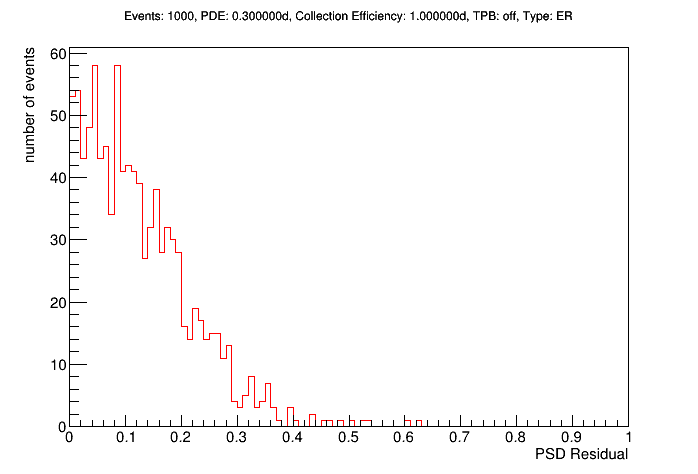 Events: 1000, PDE: 0.300000d, Collection Efficiency: 1.000000d, TPB: off, Type: ER
number of events
60
50
40
30
20
10
0
0 0.1 0.2 0.3 0.4 0.5 0.6 0.7 0.8 0.9 1
PSD Residual